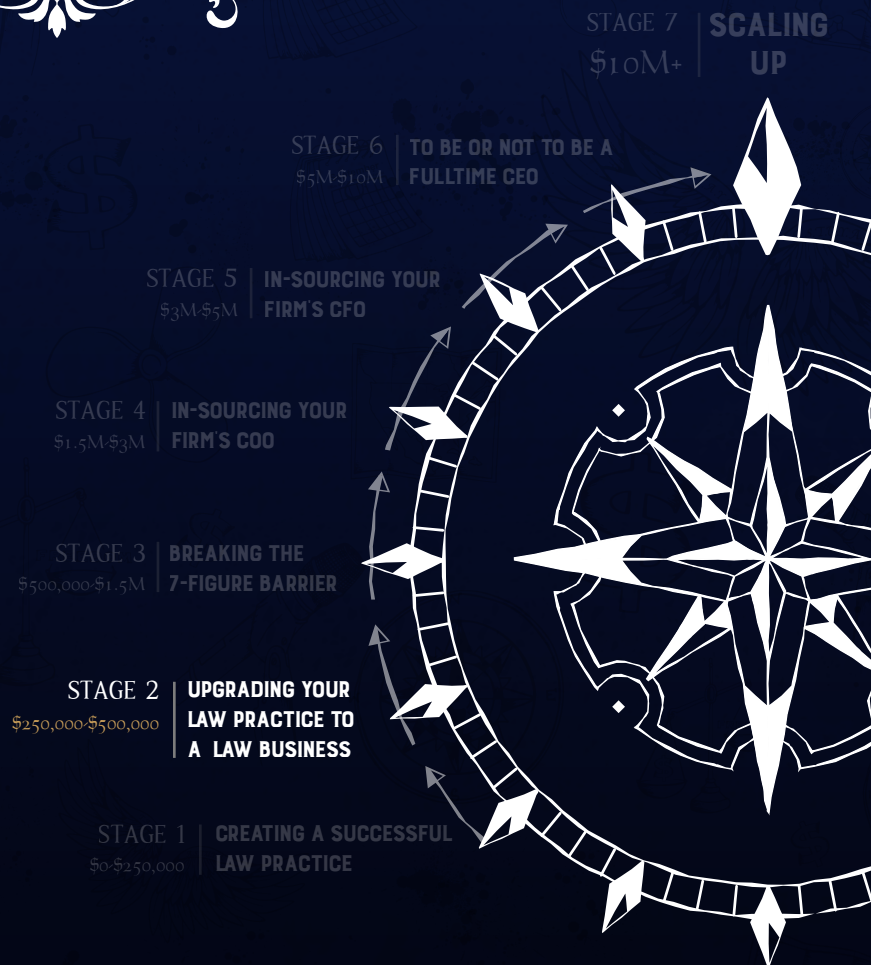 STAGE 7
$10M+
SCALING
UP
STAGE 6
$5M-$10M
TO BE OR NOT TO BE A
FULLTIME CEO
STAGE 5
$3M-$5M
IN-SOURCING YOUR
FIRM'S CFO
STAGE 4
$1.5M-$3M
IN-SOURCING YOUR
FIRM'S COO
STAGE 3
$500,000-$1.5M
BREAKING THE
7-FIGURE BARRIER
STAGE 2
$250,000-$500,000
UPGRADING YOUR
LAW PRACTICE TO
A LAW BUSINESS
STAGE 1
$0-$250,000
CREATING A SUCCESSFUL
LAW PRACTICE